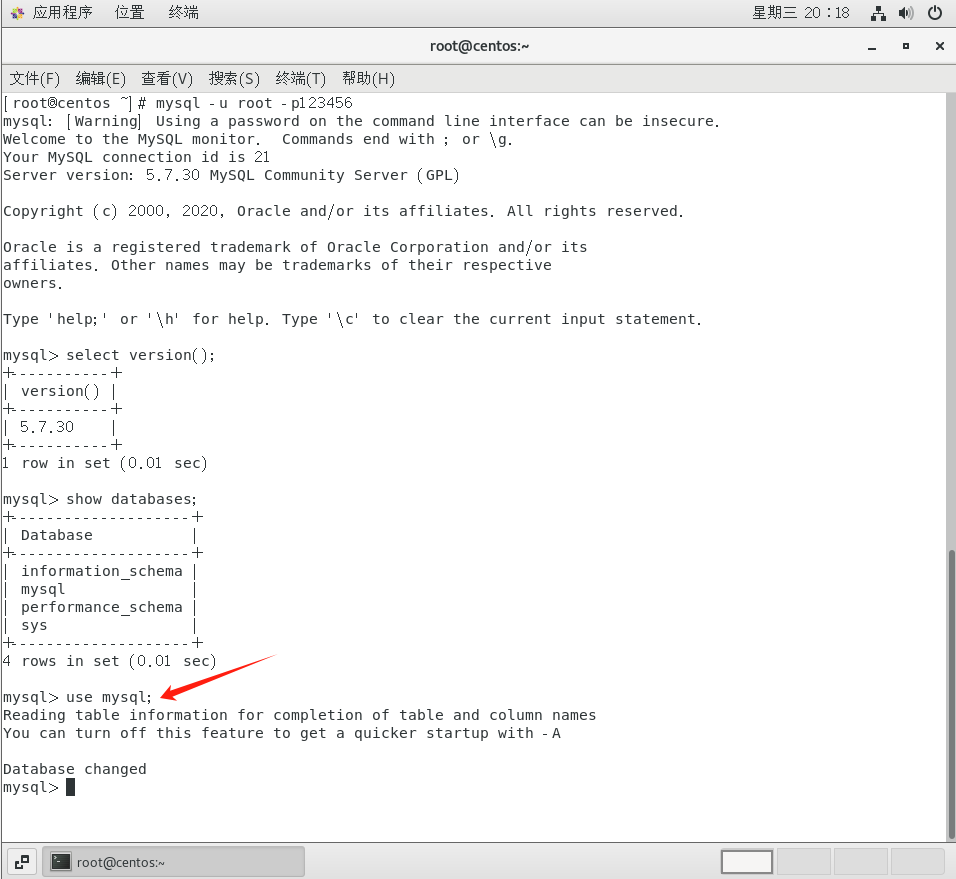 应用程序 位置 终端 星期三 20:18
root@centos:~
文件(F) 编辑(E) 查看(V) 搜索(S) 终端(T) 帮助(H)
[root@centos ~]# mysql -u root -p123456
mysql: [Warning] Using a password on the command line interface can be insecure.
Welcome to the MySQL monitor.  Commands end with ; or \g.
Your MySQL connection id is 21
Server version: 5.7.30 MySQL Community Server (GPL)
Copyright (c) 2000, 2020, Oracle and/or its affiliates. All rights reserved.
Oracle is a registered trademark of Oracle Corporation and/or its
affiliates. Other names may be trademarks of their respective
owners.
Type 'help;' or '\h' for help. Type '\c' to clear the current input statement.
mysql> select version();
+-----------+
| version() |
+-----------+
| 5.7.30    |
+-----------+
1 row in set (0.01 sec)
mysql> show databases;
+--------------------+
| Database           |
+--------------------+
| information_schema |
| mysql              |
| performance_schema |
| sys                |
+--------------------+
4 rows in set (0.01 sec)
mysql> use mysql;
Reading table information for completion of table and column names
You can turn off this feature to get a quicker startup with -A
Database changed
mysql>
root@centos:~